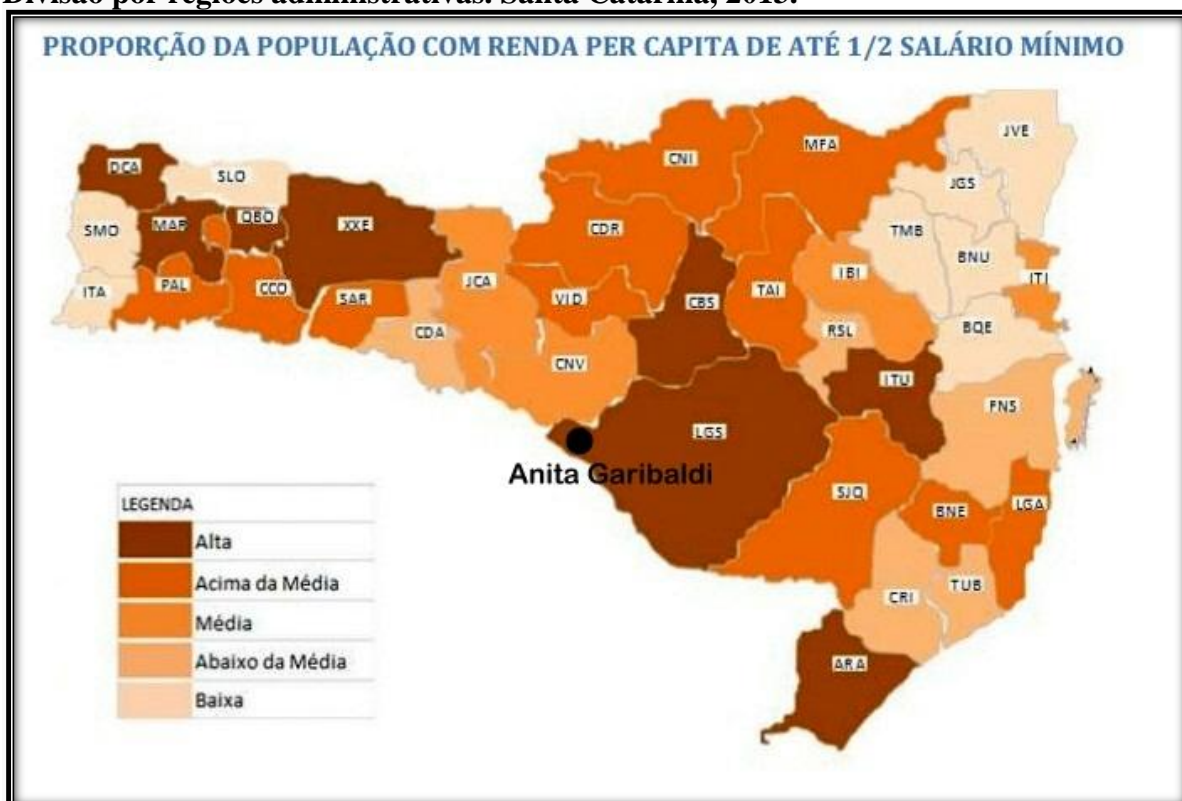 Divisão por regiões administrativas. Santa Catarina, 2013.
PROPORÇÃO DA POPULAÇÃO COM RENDA PER CAPITA DE ATÉ 1/2 SALÁRIO MÍNIMO
JVE
MFA
CNI
DCA
SLO
JGS
QBO
MAR
XXE
SMO
CDR
TMB
BNU
IBI
ITJ
JCA
PAL
CCO
ITA
SAR
VID
CBS
TAI
CDA
RSL
BQE
CNV
ITU
FNS
LGS
Anita Garibaldi
SJQ
BNE
LGA
CRI
TUB
ARA
LEGENDA
Alta
Acima da Média
Média
Abaixo da Média
Baixa